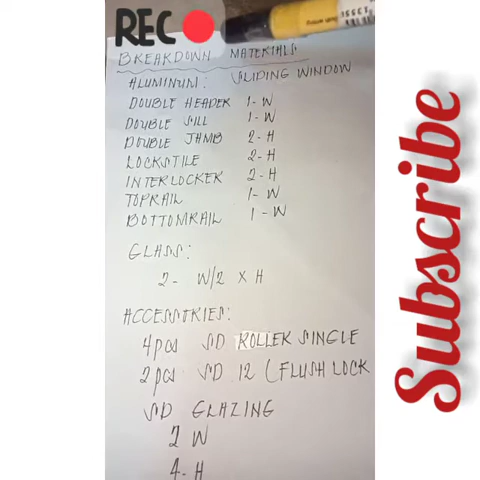 REC
BREAKDOWN MATERIALS
ALUMINUM: SLIDING WINDOW
DOUBLE HEADER 1-W
DOUBLE SILL 1-W
DOUBLE JAMB 2-H
LOCKSTILE 2-H
INTERLOCKER 2-H
TOPRAIL 1-W
BOTTOMRAIL 1-W
GLASS:
2- W/2 X H
ACCESSORIES:
4pcs SD ROLLER SINGLE
2pcs SD 12 (FLUSH LOCK
SD GLAZING
2 W
4-H
Subscribe